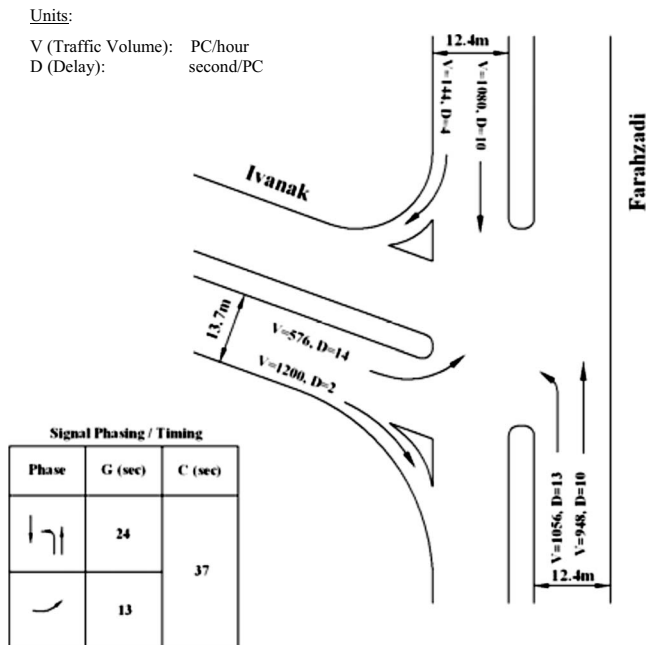 Units:
V (Traffic Volume): PC/hour
D (Delay): second/PC
12.4m
V=144, D=4
V=1080, D=10
Farahzadi
Ivanak
13.7m
V=576, D=14
V=1200, D=2
V=1056, D=13
V=948, D=10
12.4m
Signal Phasing / Timing
Phase G (sec) C (sec)
24
37
13